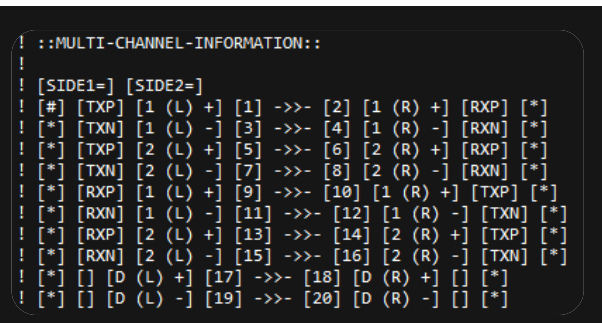 ! ::MULTI-CHANNEL-INFORMATION::
!
! [SIDE1=] [SIDE2=]
! [#] [TXP] [1 (L) +] [1] ->>- [2] [1 (R) +] [RXP] [*]
! [*] [TXN] [1 (L) -] [3] ->>- [4] [1 (R) -] [RXN] [*]
! [*] [TXP] [2 (L) +] [5] ->>- [6] [2 (R) +] [RXP] [*]
! [*] [TXN] [2 (L) -] [7] ->>- [8] [2 (R) -] [RXN] [*]
! [*] [RXP] [1 (L) +] [9] ->>- [10] [1 (R) +] [TXP] [*]
! [*] [RXN] [1 (L) -] [11] ->>- [12] [1 (R) -] [TXN] [*]
! [*] [RXP] [2 (L) +] [13] ->>- [14] [2 (R) +] [TXP] [*]
! [*] [RXN] [2 (L) -] [15] ->>- [16] [2 (R) -] [TXN] [*]
! [*] [] [D (L) +] [17] ->>- [18] [D (R) +] [] [*]
! [*] [] [D (L) -] [19] ->>- [20] [D (R) -] [] [*]